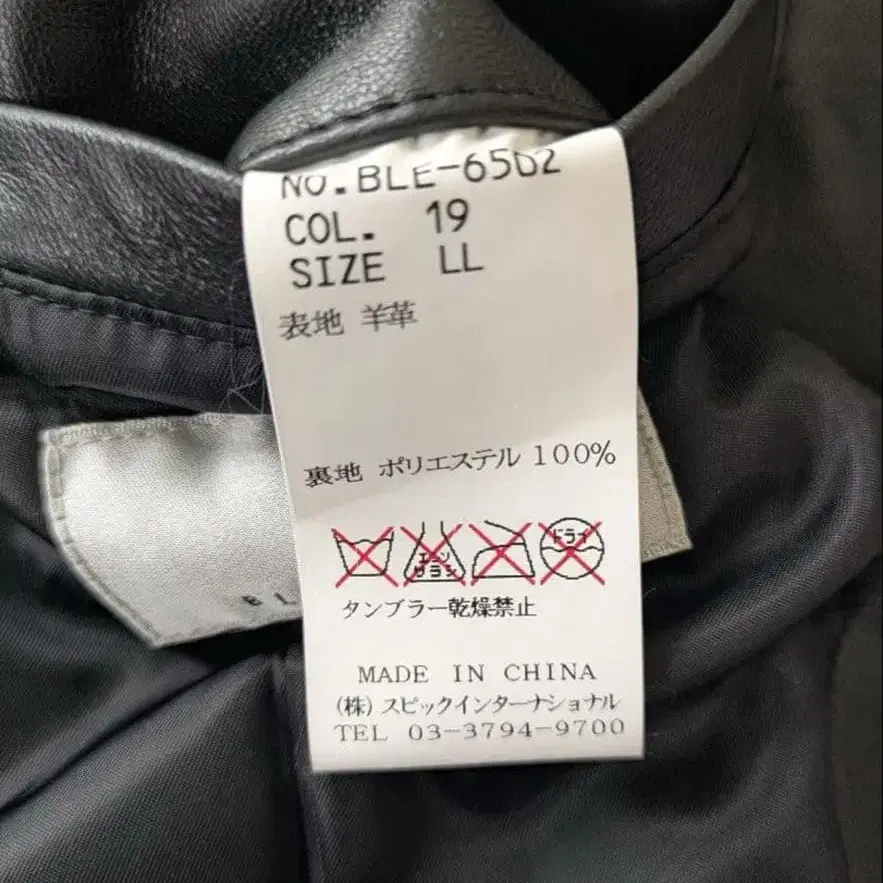 NO.BLE-6502
COL. 19
SIZE LL
表地 羊革
裏地 ポリエステル 100%
エンソ
サラシ
ドライ
タンブラー乾燥禁止
BL
MADE IN CHINA
(株)スピックインターナショナル
TEL 03-3794-9700